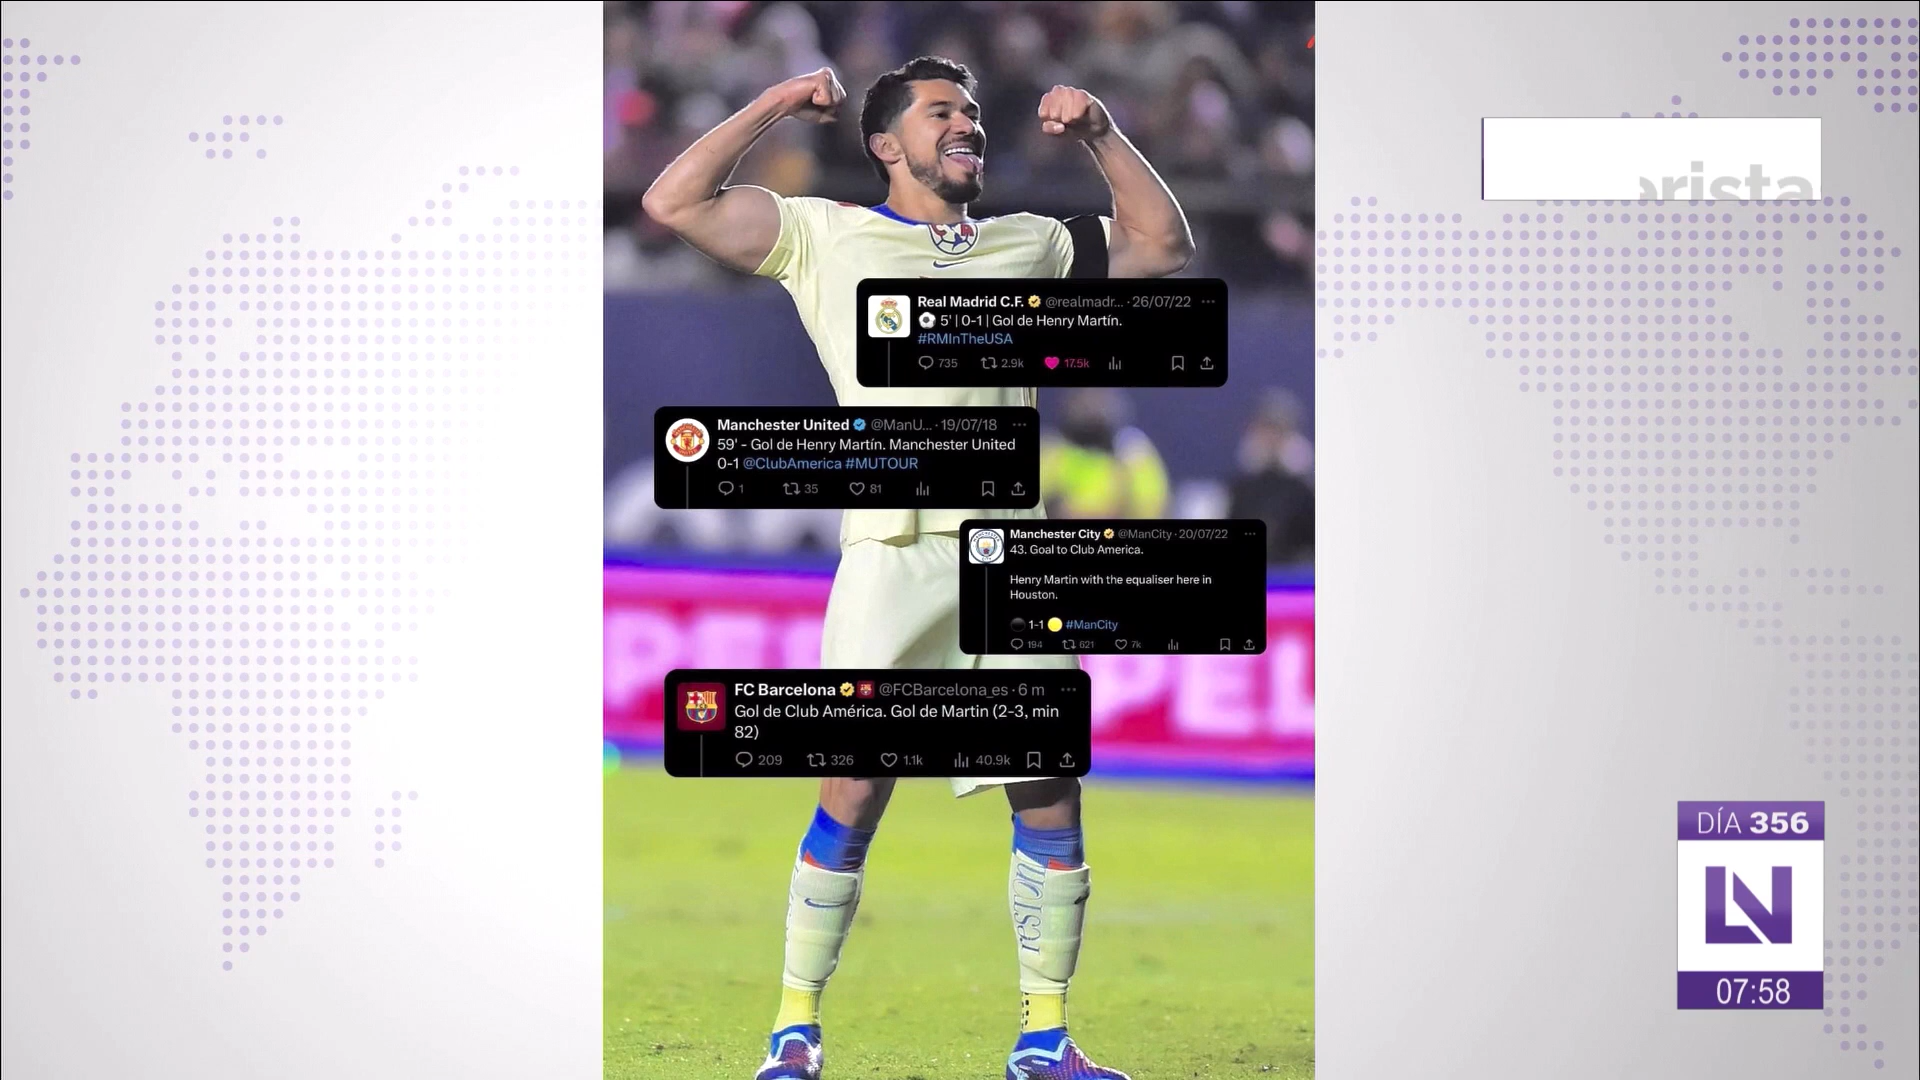 Real Madrid C.F. @realmadr... · 26/07/22 ...
5' | 0-1 | Gol de Henry Martín.
#RMInTheUSA
735 2.9k 17.5k
Manchester United @ManU... · 19/07/18 ...
59' - Gol de Henry Martín. Manchester United
0-1 @ClubAmerica #MUTOUR
1 35 81
Manchester City @ManCity · 20/07/22 ...
43. Goal to Club America.
Henry Martin with the equaliser here in
Houston.
1-1 #ManCity
194 621 7k
FC Barcelona @FCBarcelona_es · 6 m ...
Gol de Club América. Gol de Martin (2-3, min
82)
209 326 1.1k 40.9k
DÍA 356
07:58